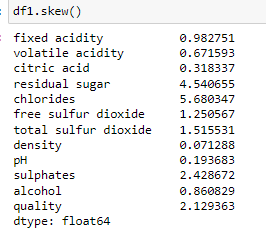 df1.skew()
fixed acidity 0.982751
volatile acidity 0.671593
citric acid 0.318337
residual sugar 4.540655
chlorides 5.680347
free sulfur dioxide 1.250567
total sulfur dioxide 1.515531
density 0.071288
pH 0.193683
sulphates 2.428672
alcohol 0.860829
quality 2.129363
dtype: float64